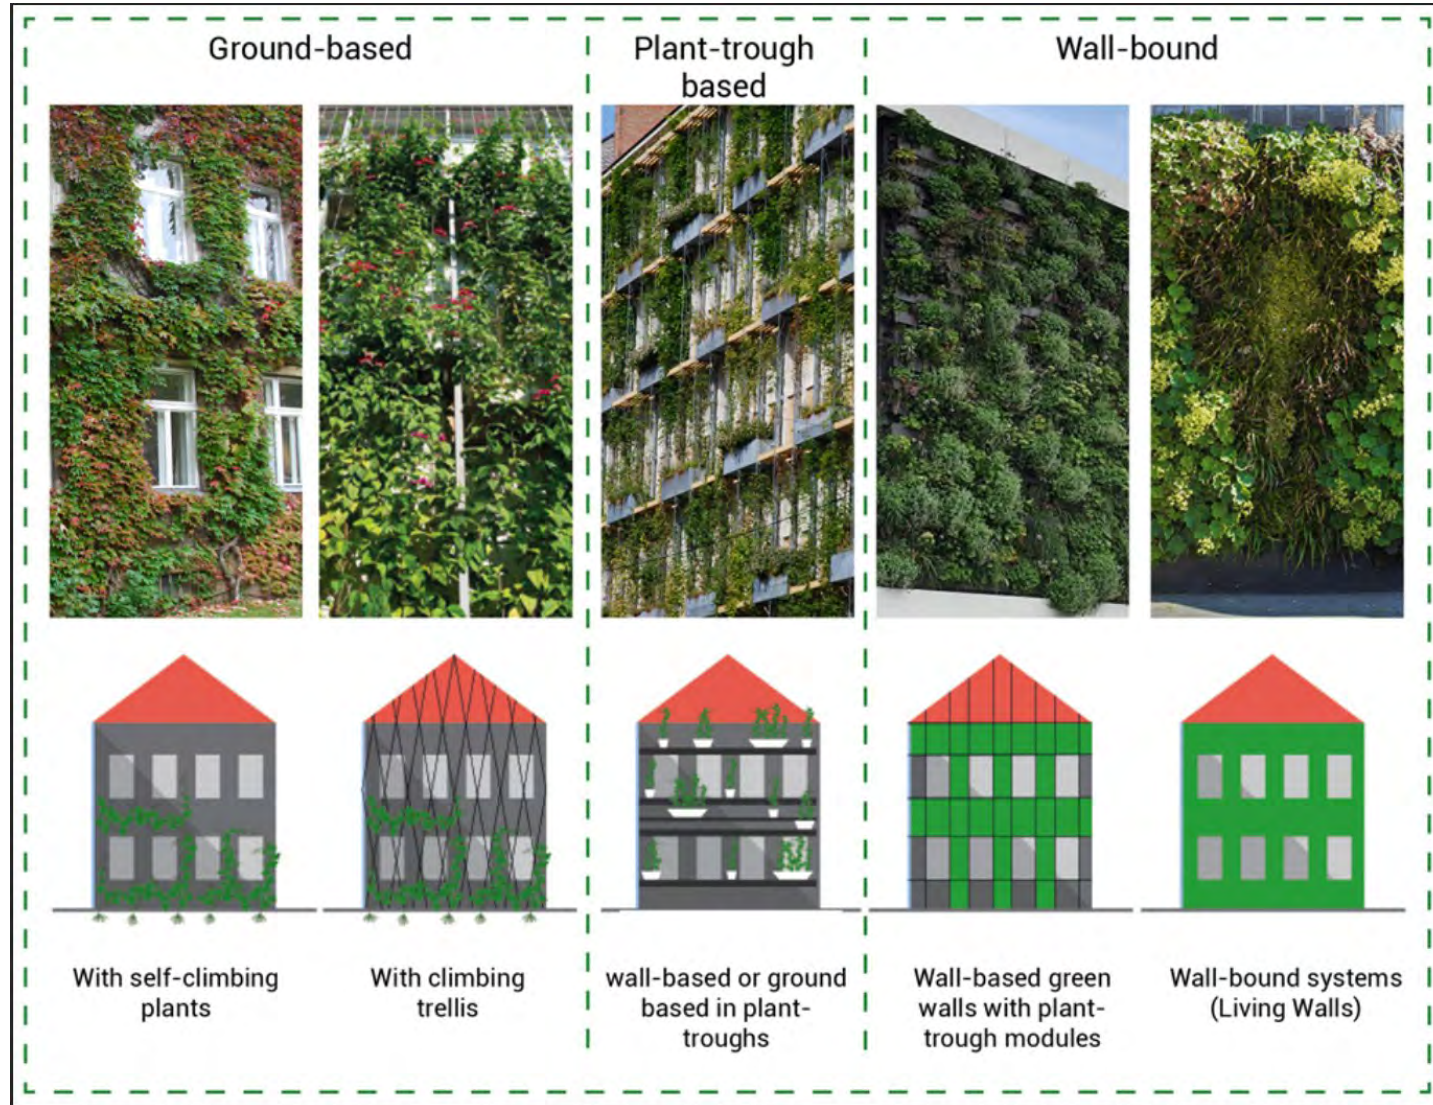 Ground-based
Plant-trough
based
Wall-bound
With self-climbing
plants
With climbing
trellis
wall-based or ground
based in plant-
troughs
Wall-based green
walls with plant-
trough modules
Wall-bound systems
(Living Walls)